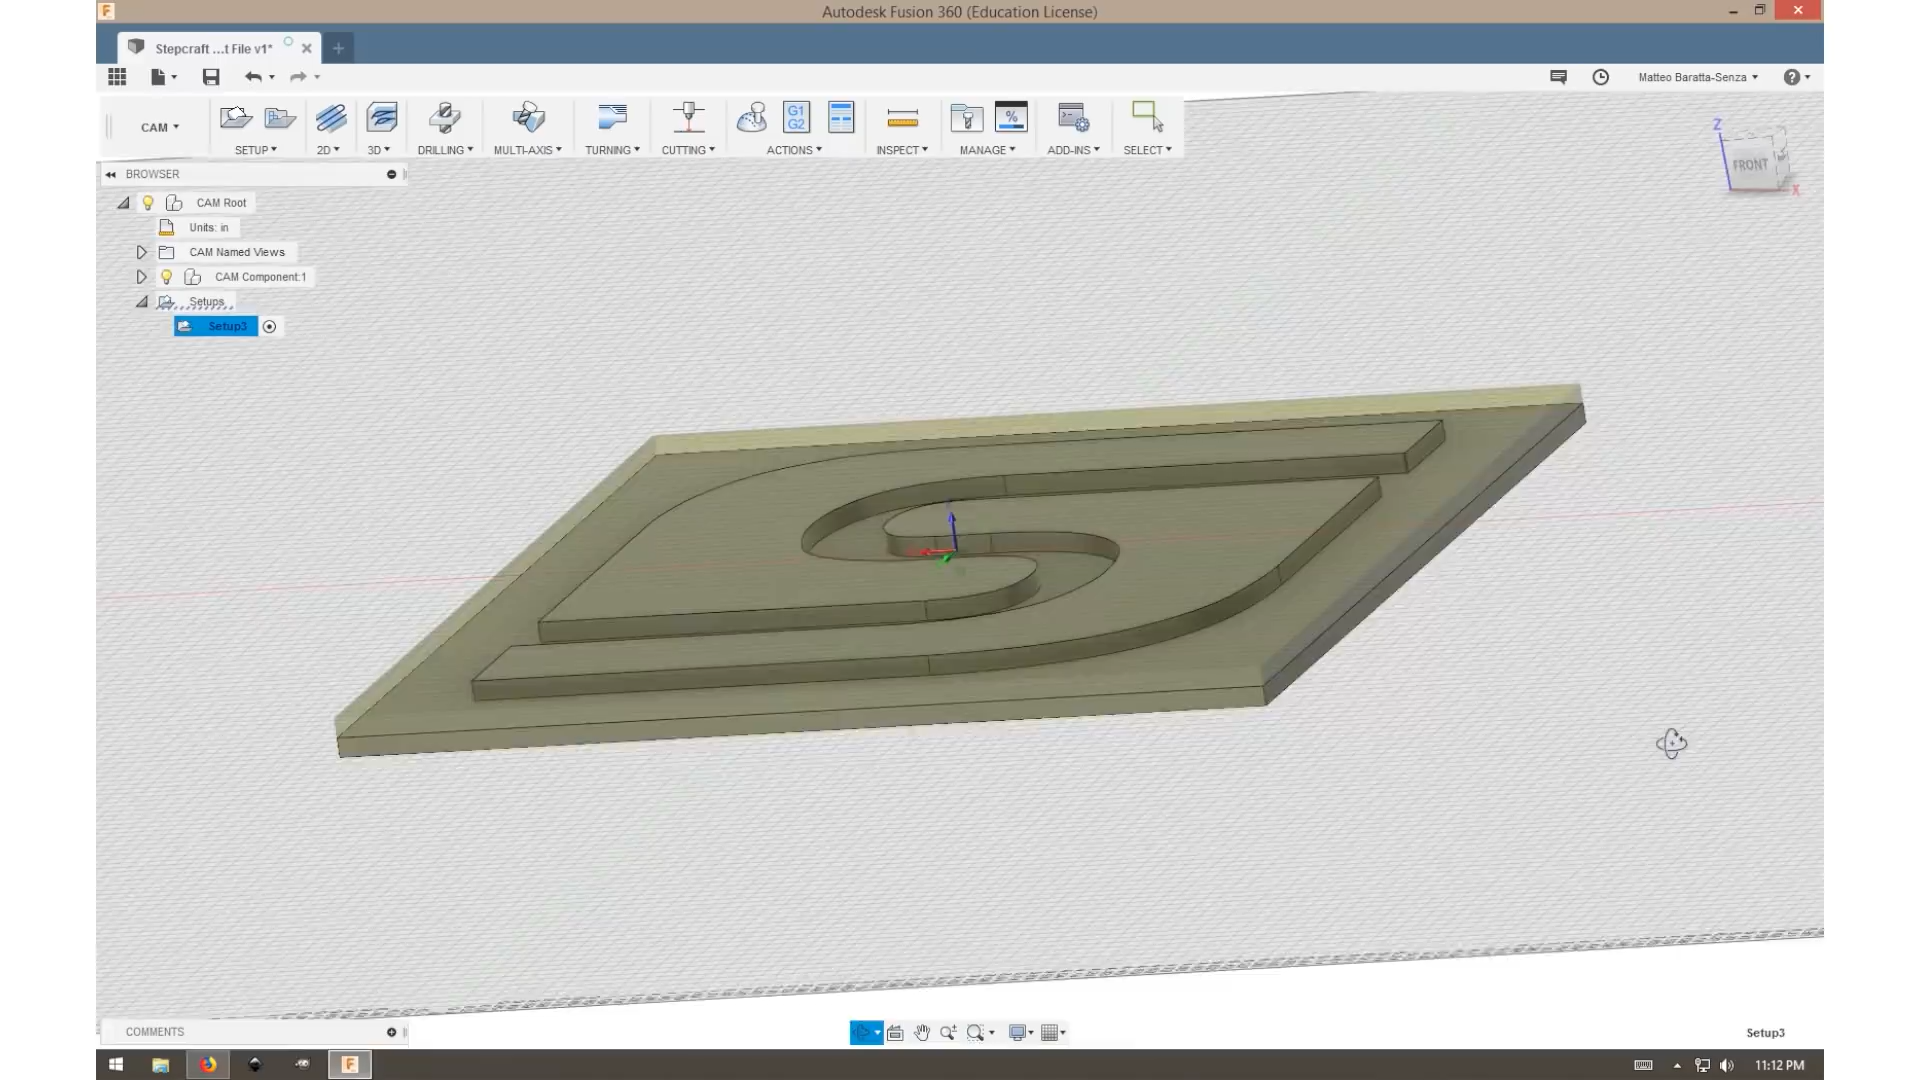 Autodesk Fusion 360 (Education License)
Stepcraft ...t File v1*
Matteo Baratta-Senza
CAM
G1
G2
%
SETUP
2D
3D
DRILLING
MULTI-AXIS
TURNING
CUTTING
ACTIONS
INSPECT
MANAGE
ADD-INS
SELECT
Z
FRONT
X
BROWSER
CAM Root
Units: in
CAM Named Views
CAM Component:1
Setups
Setup3
COMMENTS
Setup3
11:12 PM